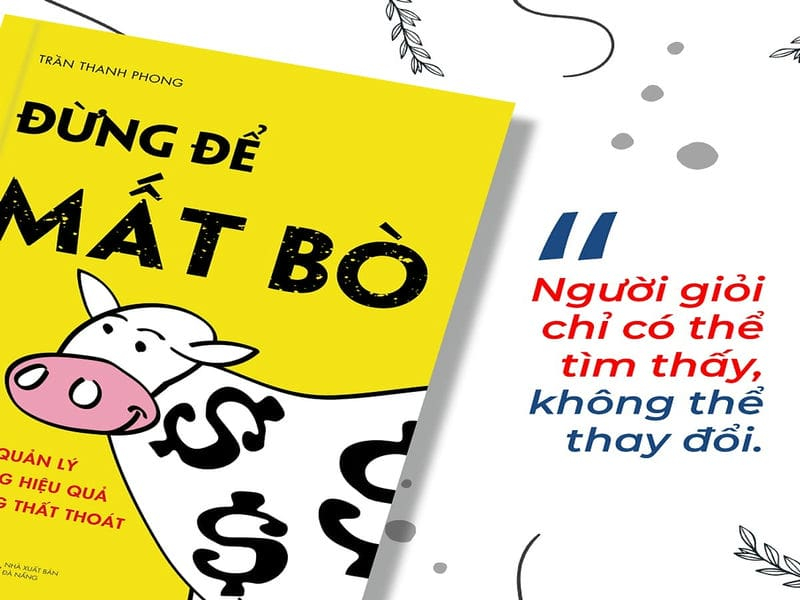 TRẦN THANH PHONG
ĐỪNG ĐỂ
MẤT BÒ
QUẢN LÝ
HIỆU QUẢ
THẤT THOÁT
NHÀ XUẤT BẢN
ĐÀ NẴNG
"
Người giỏi
chỉ có thể
tìm thấy,
không thể
thay đổi.